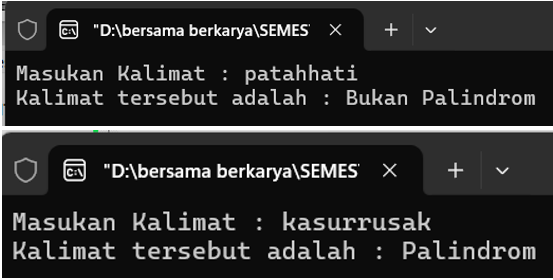 "D:\bersama berkarya\SEMES
Masukan Kalimat : patahhati
Kalimat tersebut adalah : Bukan Palindrom
"D:\bersama berkarya\SEMES
Masukan Kalimat : kasurrusak
Kalimat tersebut adalah : Palindrom